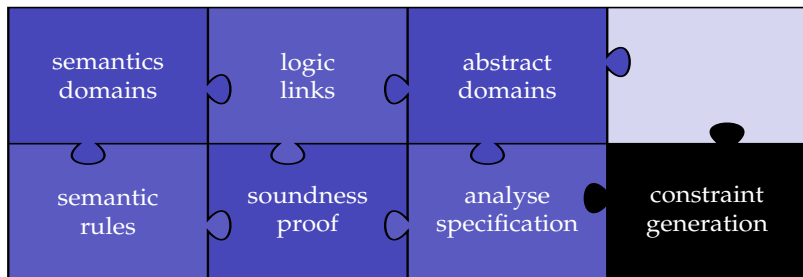 semantics
domains
logic
links
abstract
domains
semantic
rules
soundness
proof
analyse
specification
constraint
generation